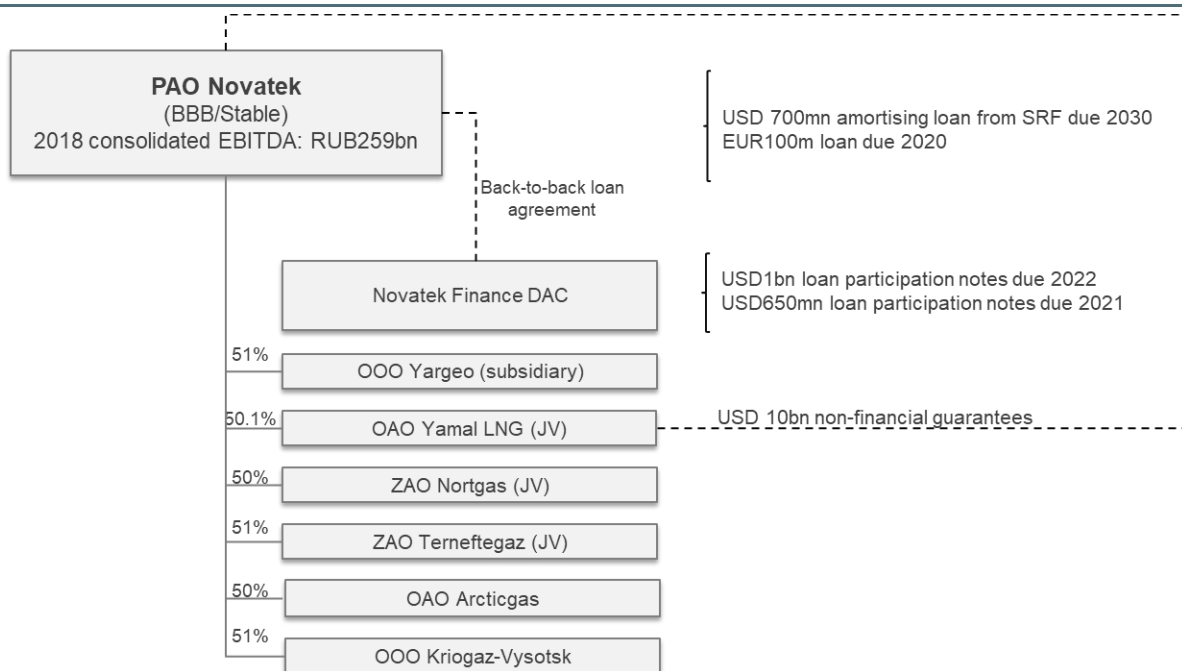 PAO Novatek
(BBB/Stable)
2018 consolidated EBITDA: RUB259bn
USD 700mn amortising loan from SRF due 2030
EUR100m loan due 2020
Back-to-back loan
agreement
Novatek Finance DAC
USD1bn loan participation notes due 2022
USD650mn loan participation notes due 2021
51%
OOO Yargeo (subsidiary)
50.1%
OAO Yamal LNG (JV)
USD 10bn non-financial guarantees
50%
ZAO Nortgas (JV)
51%
ZAO Terneftegaz (JV)
50%
OAO Arcticgas
51%
OOO Kriogaz-Vysotsk